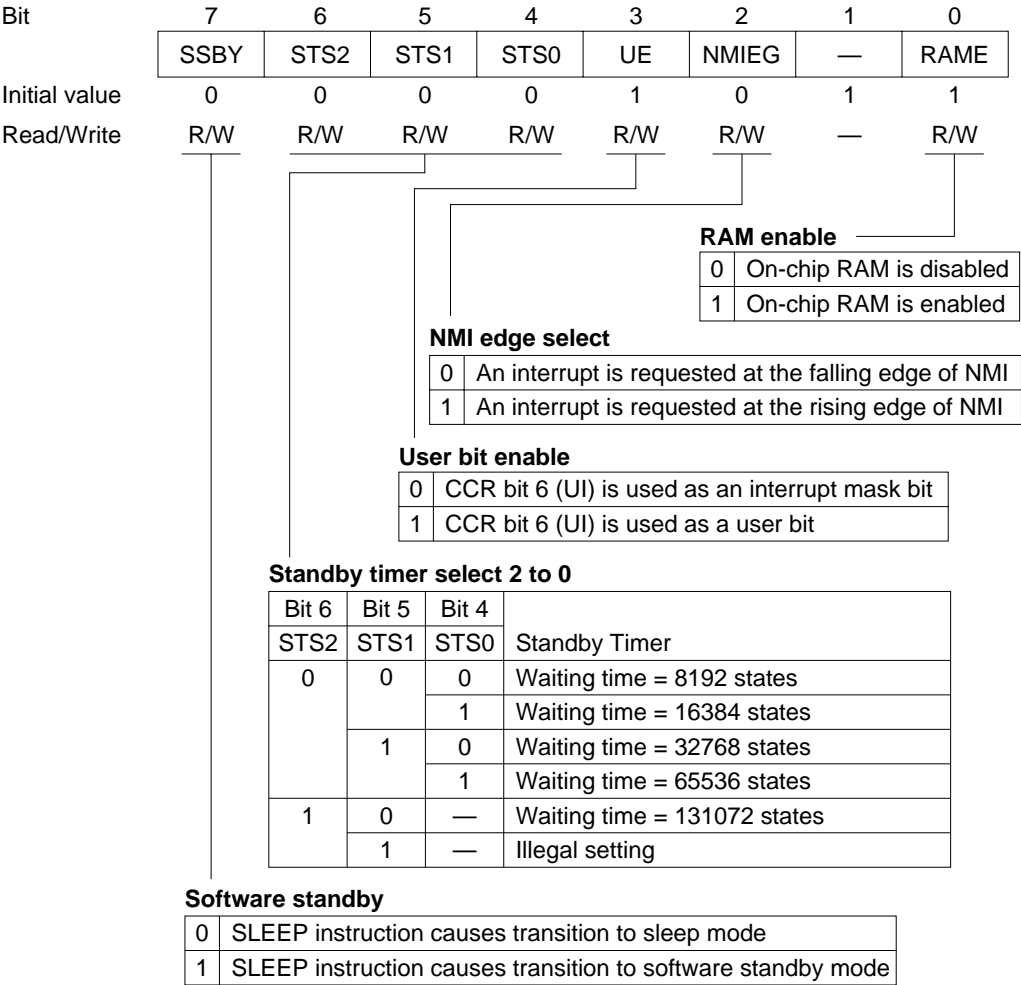 Bit 7 6 5 4 3 2 1 0
SSBY STS2 STS1 STS0 UE NMIEG — RAME
Initial value 0 0 0 0 1 0 1 1
Read/Write R/W R/W R/W R/W R/W R/W — R/W
RAM enable
0 On-chip RAM is disabled
1 On-chip RAM is enabled
NMI edge select
0 An interrupt is requested at the falling edge of NMI
1 An interrupt is requested at the rising edge of NMI
User bit enable
0 CCR bit 6 (UI) is used as an interrupt mask bit
1 CCR bit 6 (UI) is used as a user bit
Standby timer select 2 to 0
Bit 6 Bit 5 Bit 4
STS2 STS1 STS0 Standby Timer
0 0 0 Waiting time = 8192 states
1 Waiting time = 16384 states
1 0 Waiting time = 32768 states
1 Waiting time = 65536 states
1 0 — Waiting time = 131072 states
1 — Illegal setting
Software standby
0 SLEEP instruction causes transition to sleep mode
1 SLEEP instruction causes transition to software standby mode